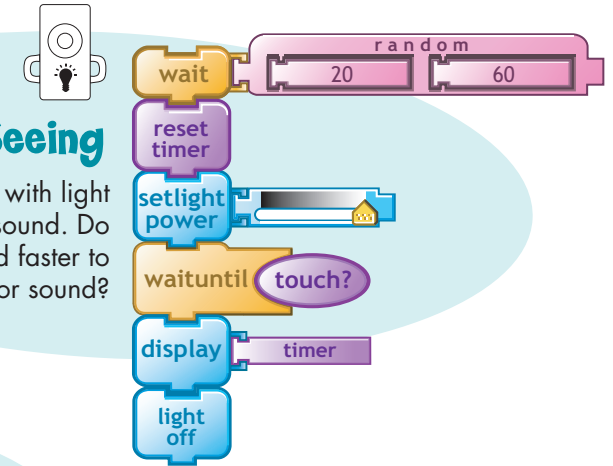 random
wait
20
60
reset
timer
Seeing
with light
sound. Do
faster to
or sound?
setlight
power
waituntil
touch?
display
timer
light
off